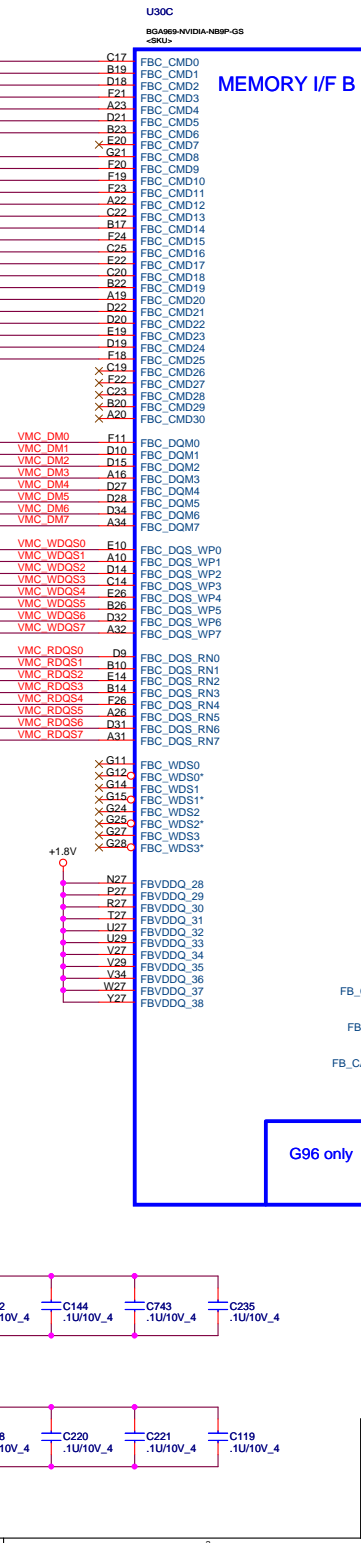 U30C
BGA969-NVIDIA-NB9P-GS
<SKU>
MEMORY I/F B
C17 FBC_CMD0
B19 FBC_CMD1
D18 FBC_CMD2
F21 FBC_CMD3
A23 FBC_CMD4
D21 FBC_CMD5
B23 FBC_CMD6
E20 FBC_CMD7
G21 FBC_CMD8
F20 FBC_CMD9
F19 FBC_CMD10
F23 FBC_CMD11
A22 FBC_CMD12
C22 FBC_CMD13
B17 FBC_CMD14
F24 FBC_CMD15
C25 FBC_CMD16
E22 FBC_CMD17
C20 FBC_CMD18
B22 FBC_CMD19
A19 FBC_CMD20
D22 FBC_CMD21
D20 FBC_CMD22
E19 FBC_CMD23
D19 FBC_CMD24
F18 FBC_CMD25
C19 FBC_CMD26
F22 FBC_CMD27
C23 FBC_CMD28
B20 FBC_CMD29
A20 FBC_CMD30
VMC_DM0 F11 FBC_DQM0
VMC_DM1 D10 FBC_DQM1
VMC_DM2 D15 FBC_DQM2
VMC_DM3 A16 FBC_DQM3
VMC_DM4 D27 FBC_DQM4
VMC_DM5 D28 FBC_DQM5
VMC_DM6 D34 FBC_DQM6
VMC_DM7 A34 FBC_DQM7
VMC_WDQS0 E10 FBC_DQS_WP0
VMC_WDQS1 A10 FBC_DQS_WP1
VMC_WDQS2 D14 FBC_DQS_WP2
VMC_WDQS3 C14 FBC_DQS_WP3
VMC_WDQS4 E26 FBC_DQS_WP4
VMC_WDQS5 B26 FBC_DQS_WP5
VMC_WDQS6 D32 FBC_DQS_WP6
VMC_WDQS7 A32 FBC_DQS_WP7
VMC_RDQS0 D9 FBC_DQS_RN0
VMC_RDQS1 B10 FBC_DQS_RN1
VMC_RDQS2 E14 FBC_DQS_RN2
VMC_RDQS3 B14 FBC_DQS_RN3
VMC_RDQS4 F26 FBC_DQS_RN4
VMC_RDQS5 A26 FBC_DQS_RN5
VMC_RDQS6 D31 FBC_DQS_RN6
VMC_RDQS7 A31 FBC_DQS_RN7
G11 FBC_WDS0
G12 FBC_WDS0*
G14 FBC_WDS1
G15 FBC_WDS1*
G24 FBC_WDS2
G25 FBC_WDS2*
G27 FBC_WDS3
G28 FBC_WDS3*
+1.8V
N27 FBVDDQ_28
P27 FBVDDQ_29
R27 FBVDDQ_30
T27 FBVDDQ_31
U27 FBVDDQ_32
U29 FBVDDQ_33
V27 FBVDDQ_34
V29 FBVDDQ_35
V34 FBVDDQ_36
W27 FBVDDQ_37
Y27 FBVDDQ_38
FB_
FB
FB_C
G96 only
2 C144 C743 C235
10V_4 .1U/10V_4 .1U/10V_4 .1U/10V_4
8 C220 C221 C119
10V_4 .1U/10V_4 .1U/10V_4 .1U/10V_4